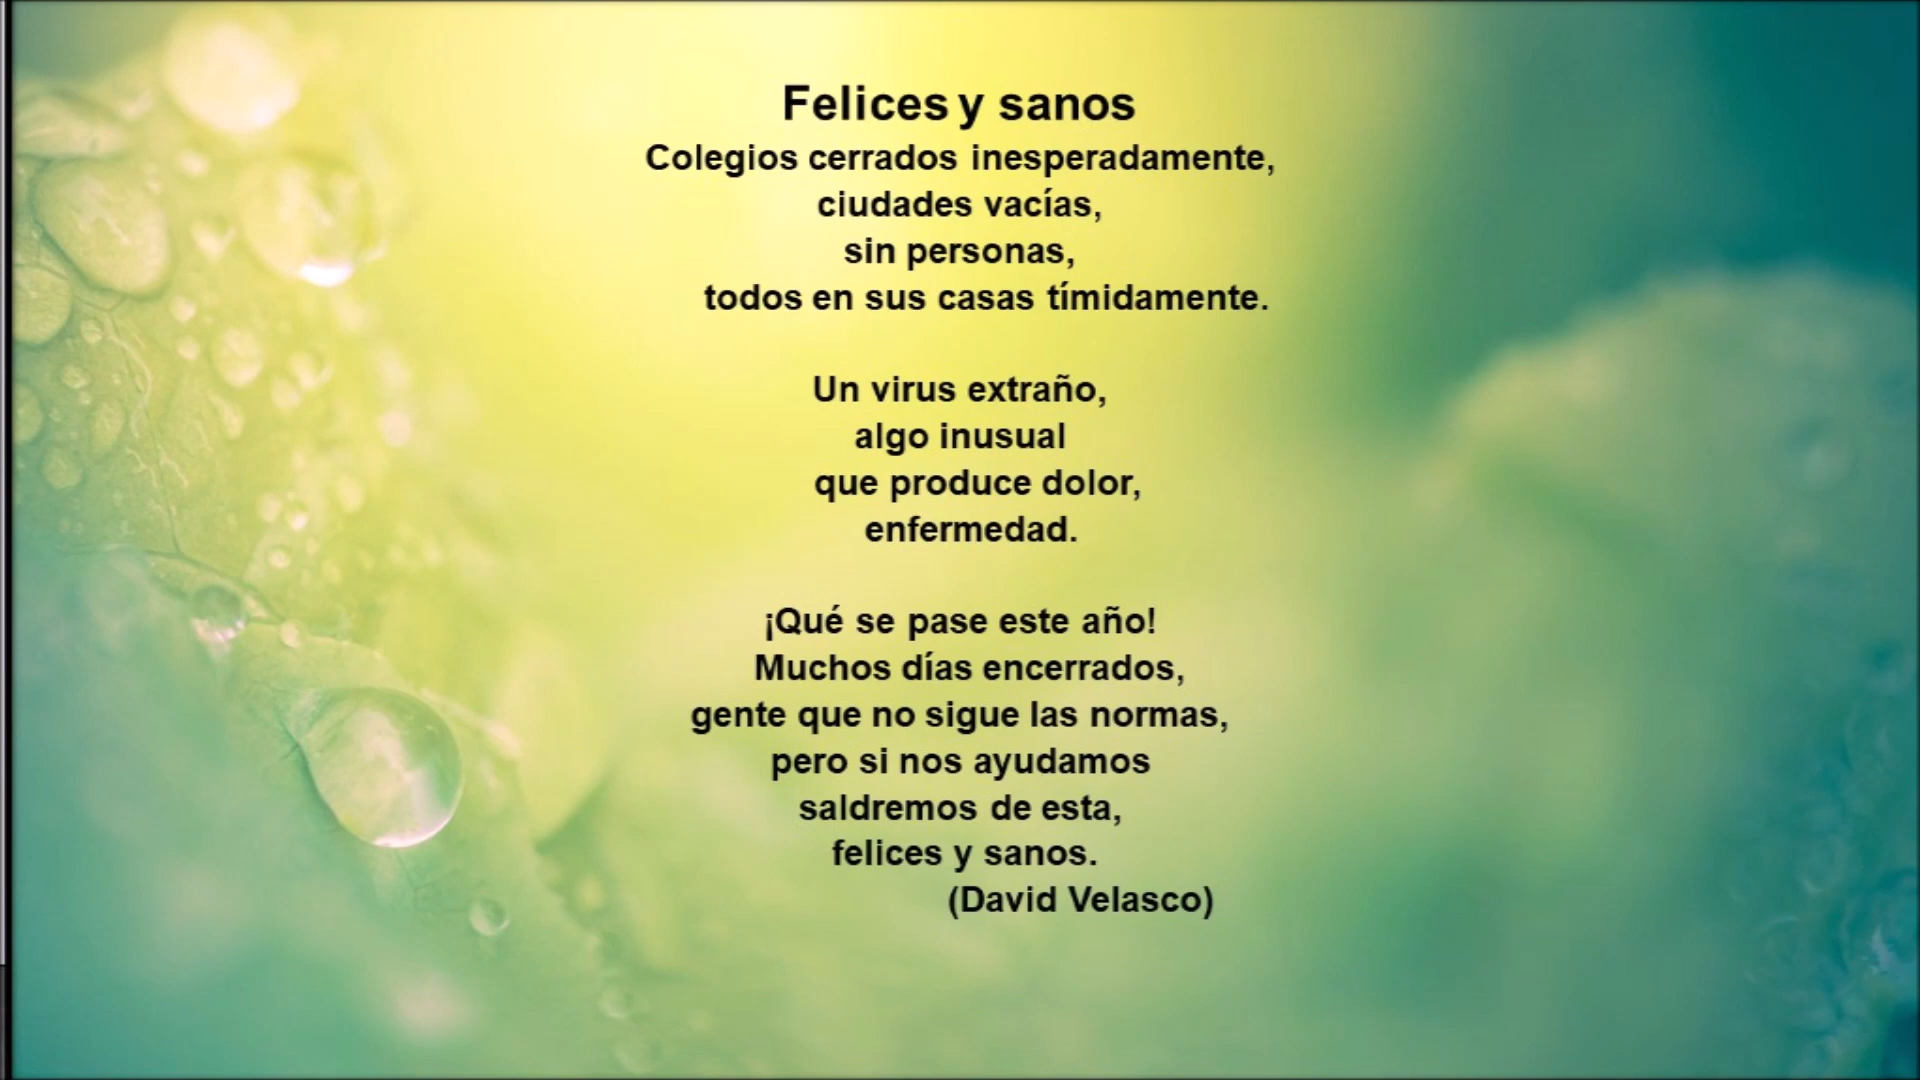 Felices y sanos
Colegios cerrados inesperadamente,
ciudades vacías,
sin personas,
todos en sus casas tímidamente.
Un virus extraño,
algo inusual
que produce dolor,
enfermedad.
¡Qué se pase este año!
Muchos días encerrados,
gente que no sigue las normas,
pero si nos ayudamos
saldremos de esta,
felices y sanos.
(David Velasco)